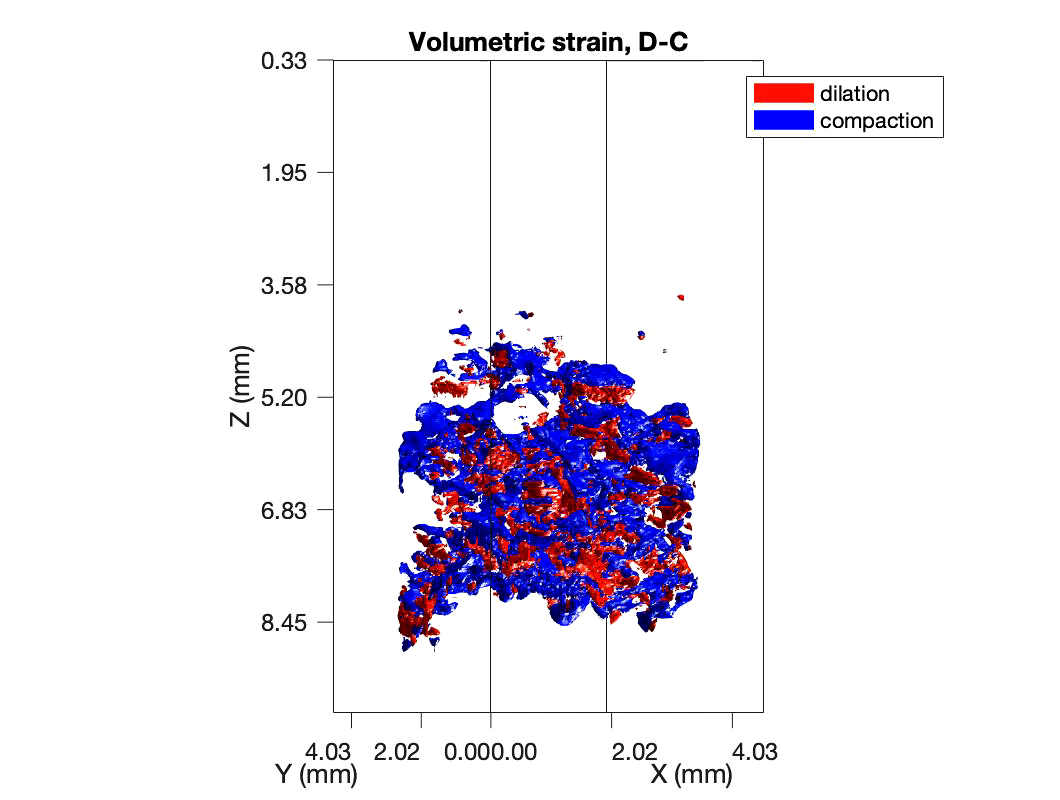 Volumetric strain, D-C
dilation
compaction
0.33
1.95
3.58
5.20
6.83
8.45
Z (mm)
4.03 2.02 0.000.00 2.02 4.03
Y (mm) X (mm)